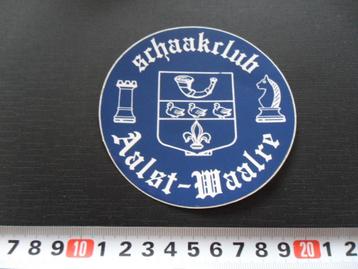 schaakclub
Aalst-Waalre
7 8 9 10 1 2 3 4 5 6 7 8 9 20 1 2